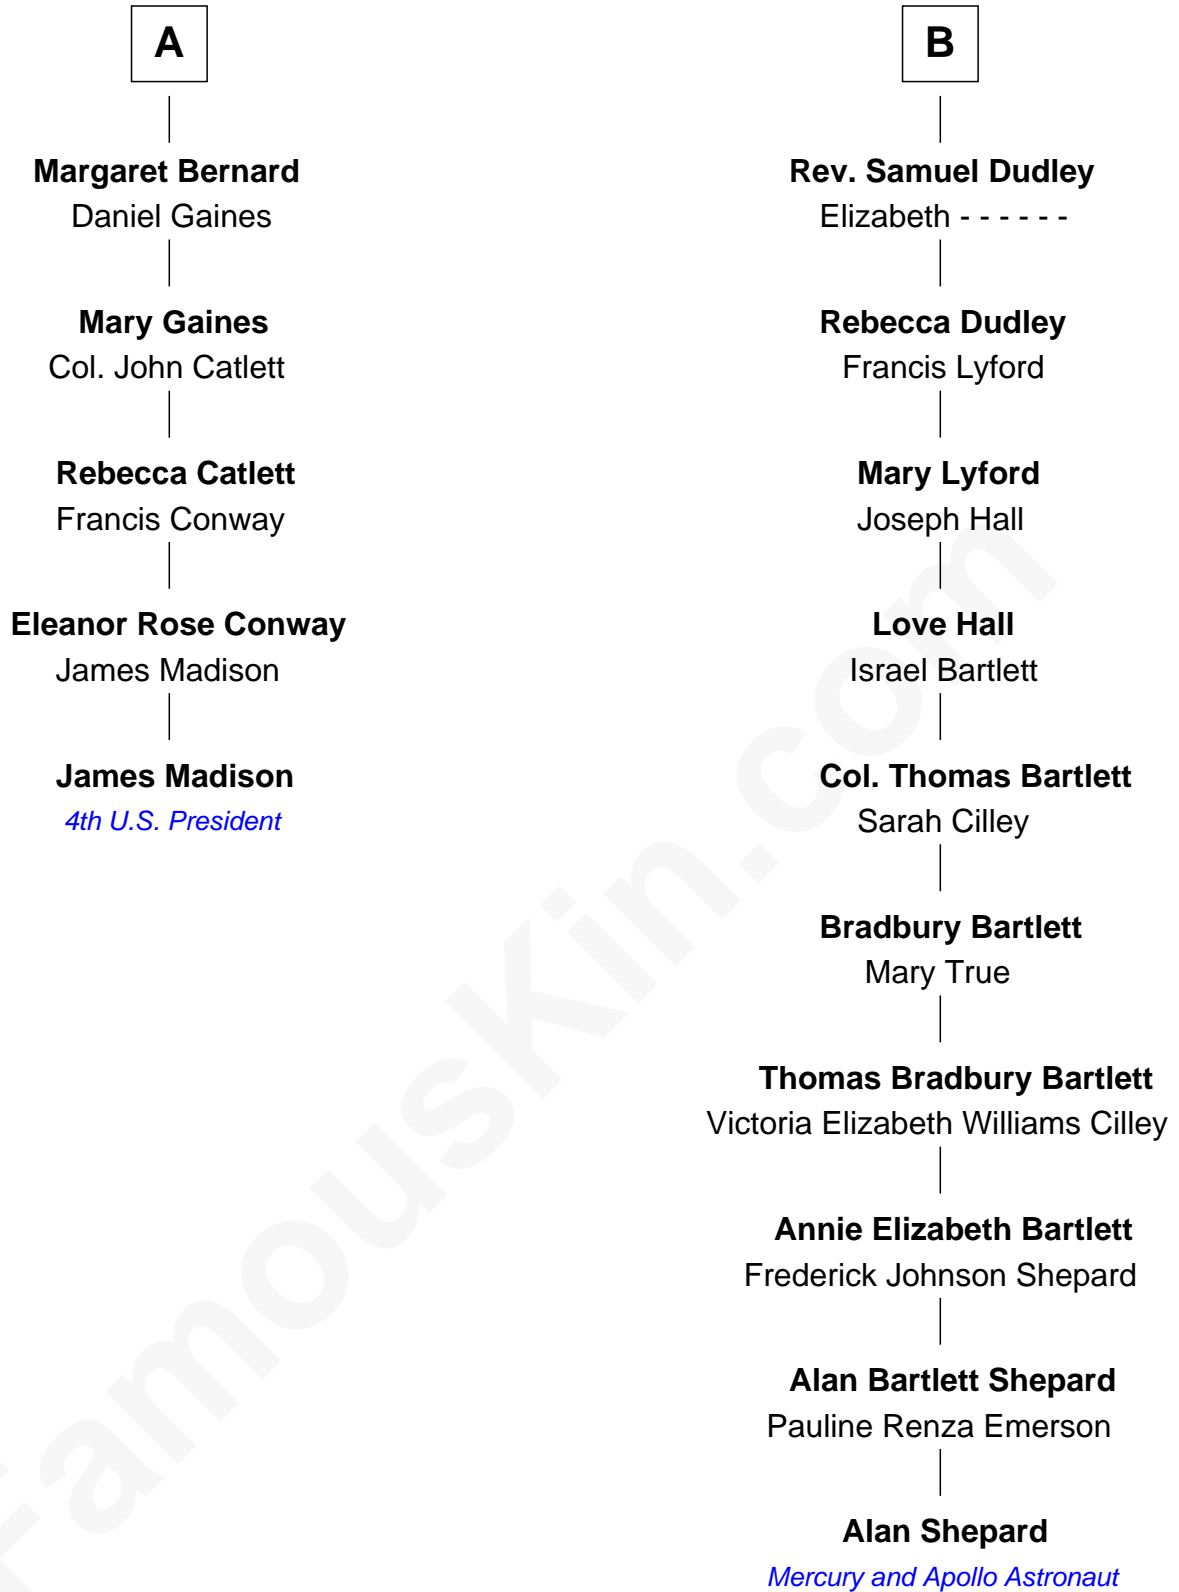 A
Margaret Bernard
Daniel Gaines
Mary Gaines
Col. John Catlett
Rebecca Catlett
Francis Conway
Eleanor Rose Conway
James Madison
James Madison
4th U.S. President
B
Rev. Samuel Dudley
Elizabeth - - - - - -
Rebecca Dudley
Francis Lyford
Mary Lyford
Joseph Hall
Love Hall
Israel Bartlett
Col. Thomas Bartlett
Sarah Cilley
Bradbury Bartlett
Mary True
Thomas Bradbury Bartlett
Victoria Elizabeth Williams Cilley
Annie Elizabeth Bartlett
Frederick Johnson Shepard
Alan Bartlett Shepard
Pauline Renza Emerson
Alan Shepard
Mercury and Apollo Astronaut
FamousKin.com